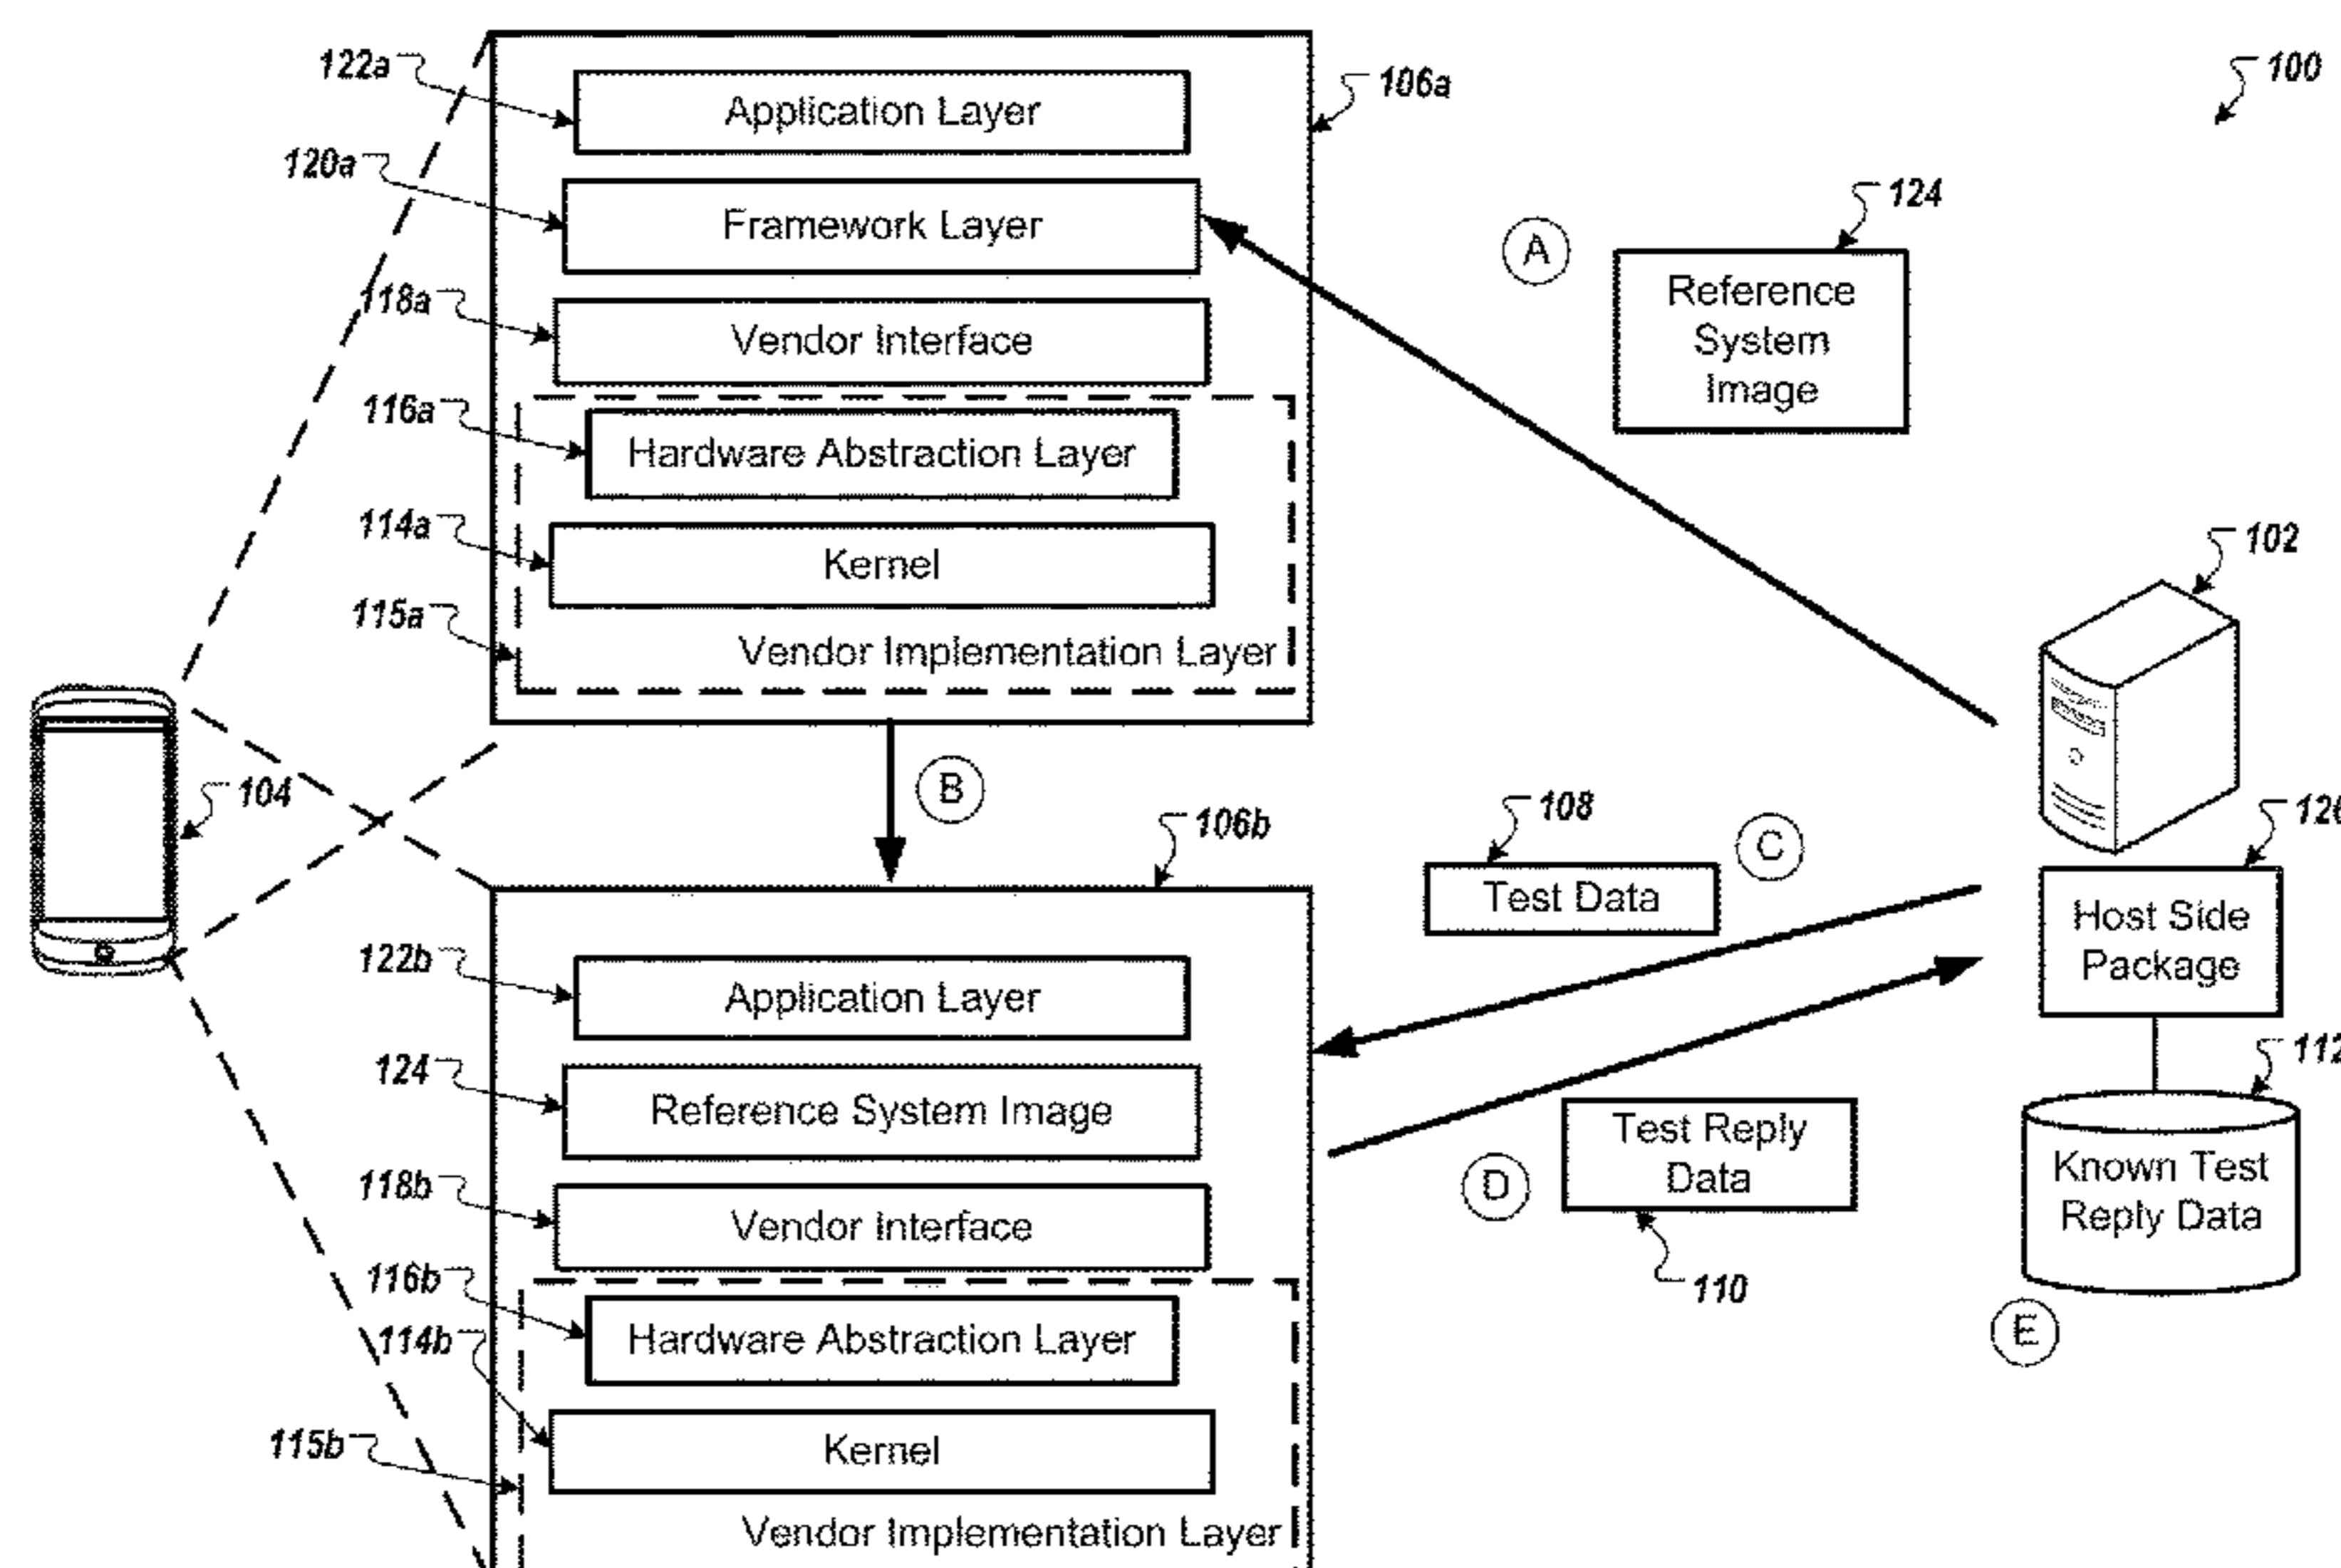 122a
Application Layer
106a
100
120a
Framework Layer
A
124
Reference
System
Image
118a
Vendor Interface
116a
Hardware Abstraction Layer
114a
Kernel
102
115a
Vendor Implementation Layer
104
B
106b
108
Test Data
C
126
Host Side
Package
122b
Application Layer
124
Reference System Image
112
Known Test
Reply Data
D
Test Reply
Data
110
118b
Vendor Interface
116b
Hardware Abstraction Layer
E
114b
Kernel
115b
Vendor Implementation Layer